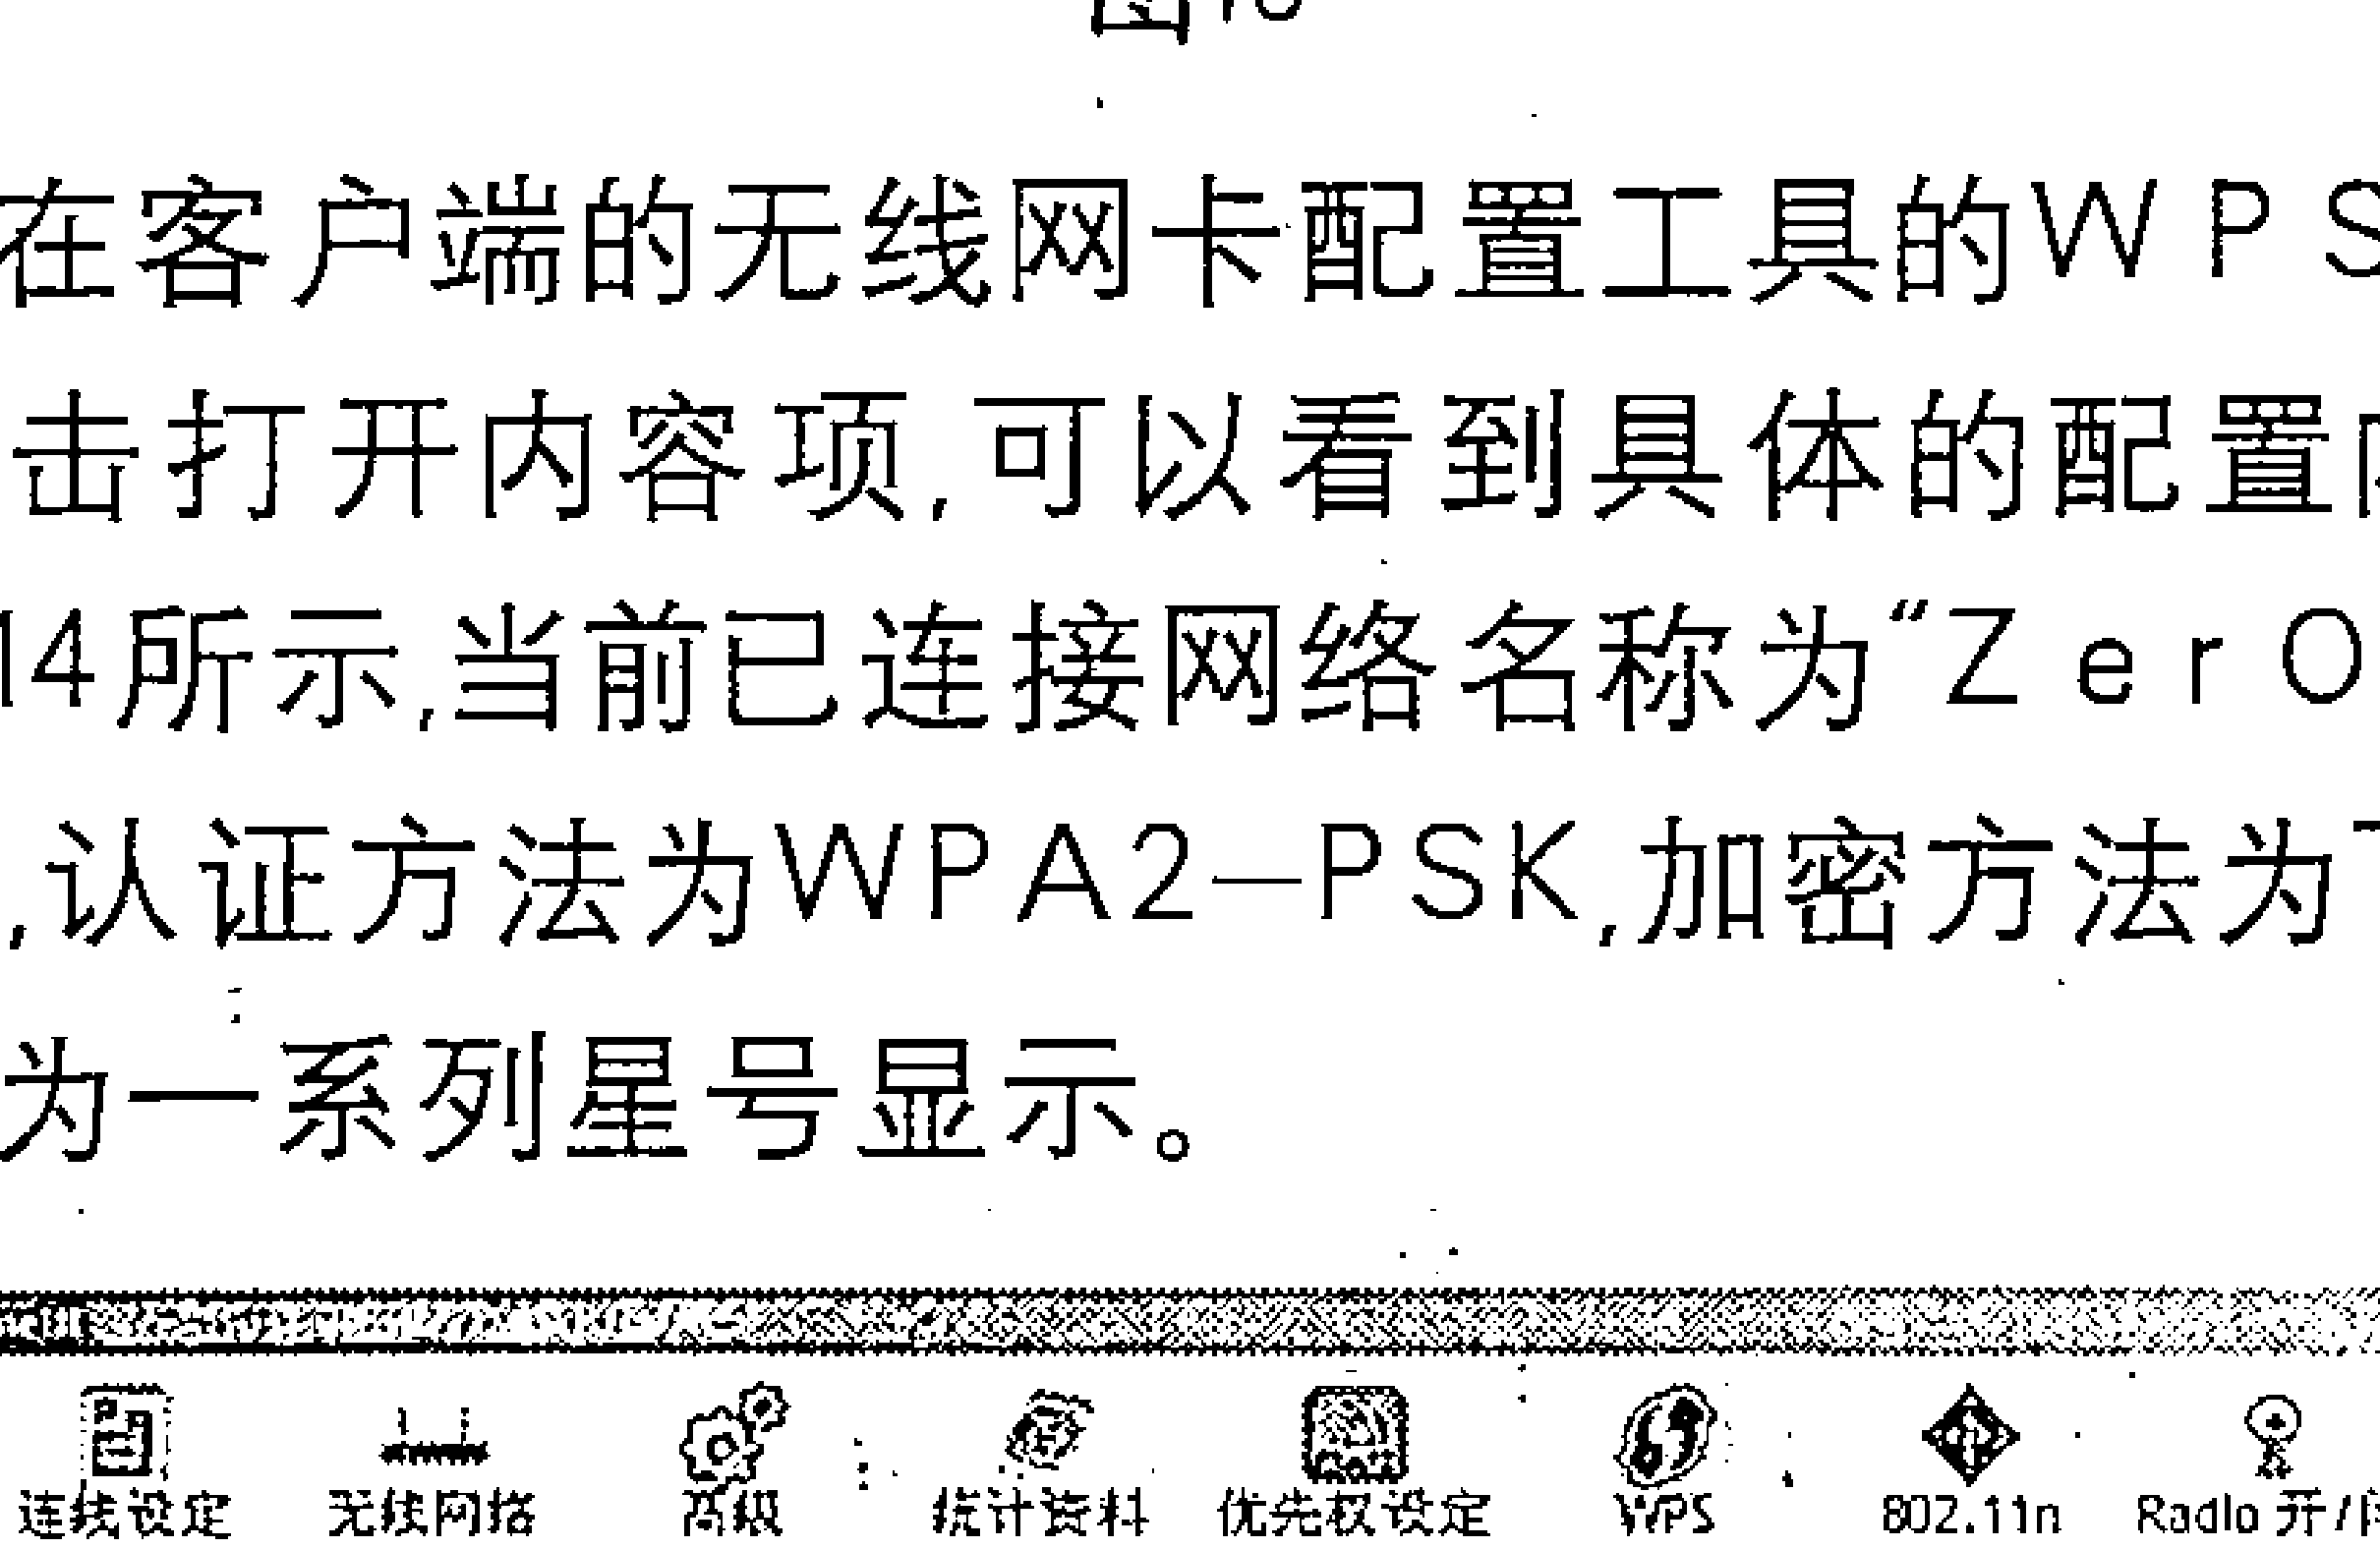 在客户端的无线网卡配置工具的WPS
击打开内容项,可以看到具体的配置
14所示,当前已连接网络名称为“ZerO
,认证方法为WPA2—PSK,加密方法为
为一系列星号显示。
连线设定 无线网络 高级 统计资料 优先权设定 WPS 802.11n Radio 开/